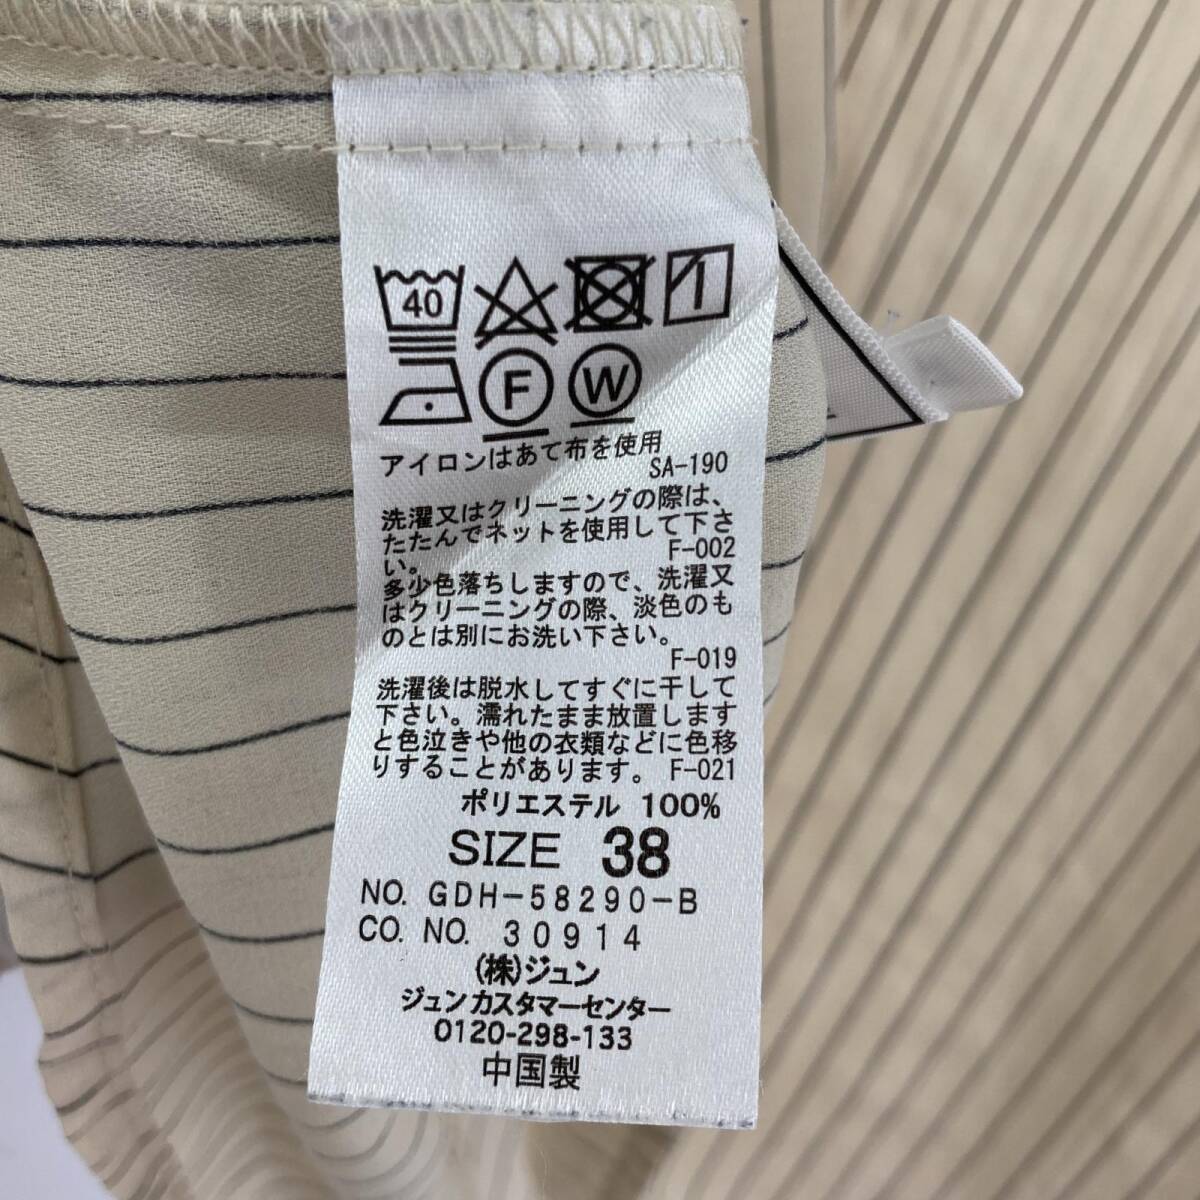 40
F W
アイロンはあて布を使用
SA-190
洗濯又はクリーニングの際は、
たたんでネットを使用して下さ
い。
F-002
多少色落ちしますので、洗濯又
はクリーニングの際、淡色のも
のとは別にお洗い下さい。
F-019
洗濯後は脱水してすぐに干して
下さい。濡れたまま放置します
と色泣きや他の衣類などに色移
りすることがあります。 F-021
ポリエステル 100%
SIZE 38
NO. GDH-58290-B
CO. NO. 30914
(株)ジュン
ジュンカスタマーセンター
0120-298-133
中国製